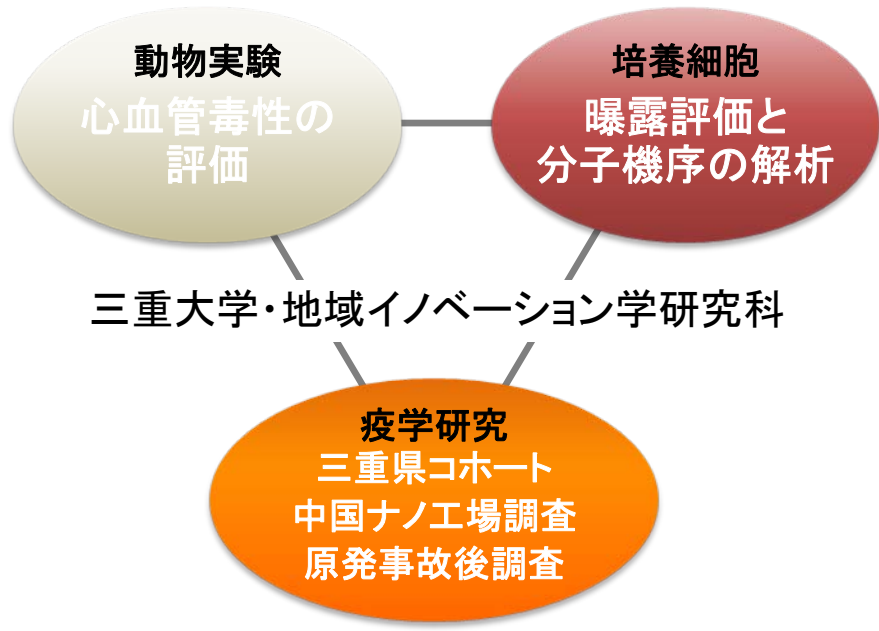 動物実験
心血管毒性の
評価
培養細胞
曝露評価と
分子機序の解析
三重大学・地域イノベーション学研究科
疫学研究
三重県コホート
中国ナノ工場調査
原発事故後調査